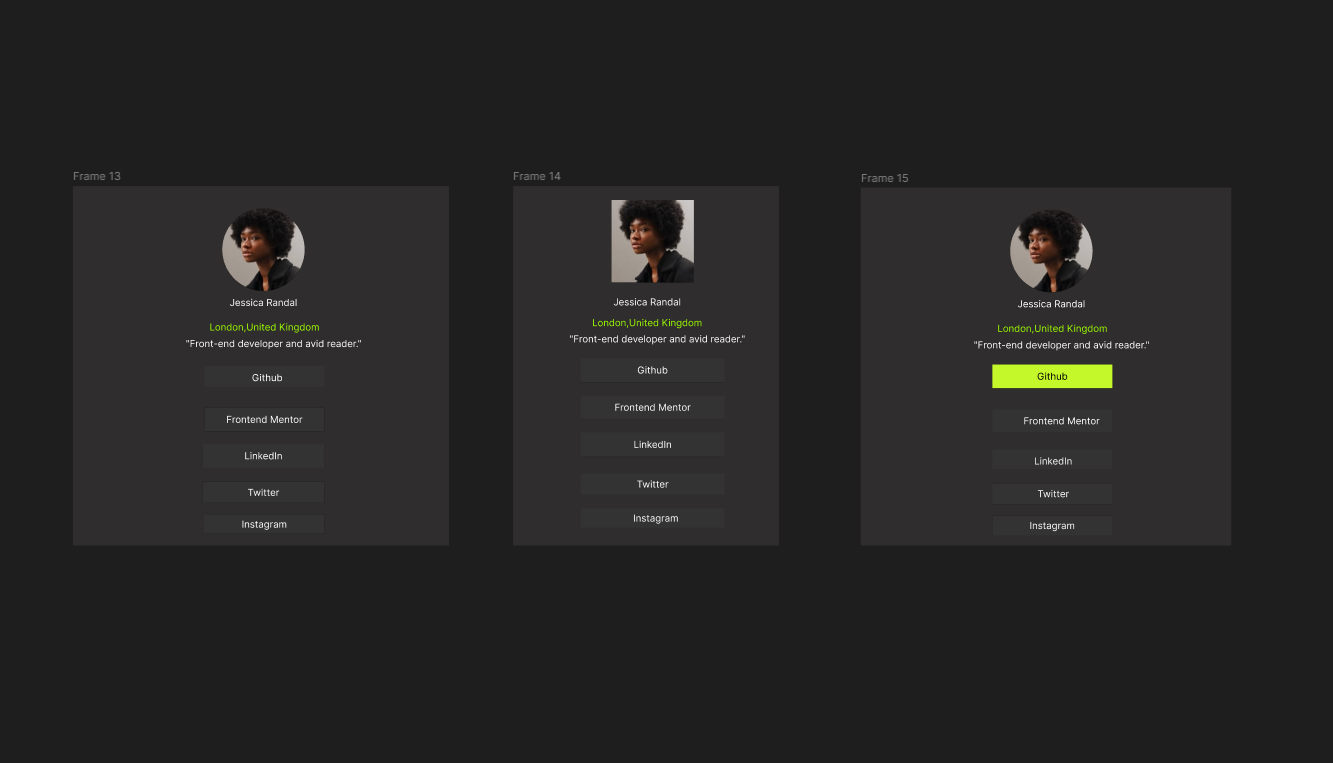 Frame 13
Jessica Randal
London,United Kingdom
"Front-end developer and avid reader."
Github
Frontend Mentor
LinkedIn
Twitter
Instagram
Frame 14
Jessica Randal
London,United Kingdom
"Front-end developer and avid reader."
Github
Frontend Mentor
LinkedIn
Twitter
Instagram
Frame 15
Jessica Randal
London,United Kingdom
"Front-end developer and avid reader."
Github
Frontend Mentor
LinkedIn
Twitter
Instagram